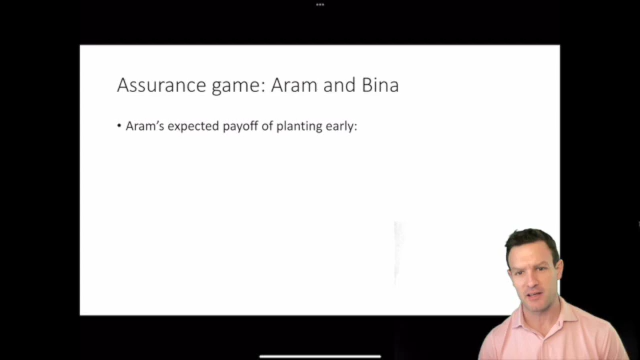 Assurance game: Aram and Bina
• Aram's expected payoff of planting early: